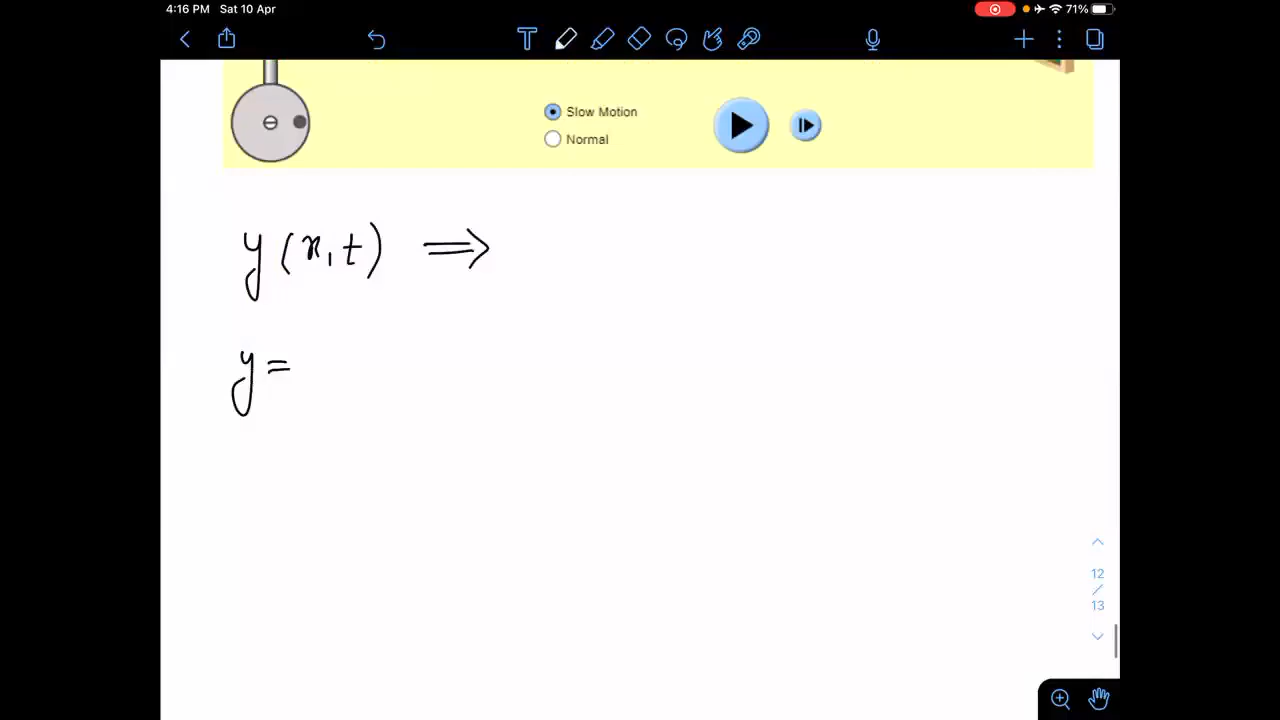 4:16 PM Sat 10 Apr 71%
Slow Motion
Normal
y(x,t) ⟹
y=
12
/
13